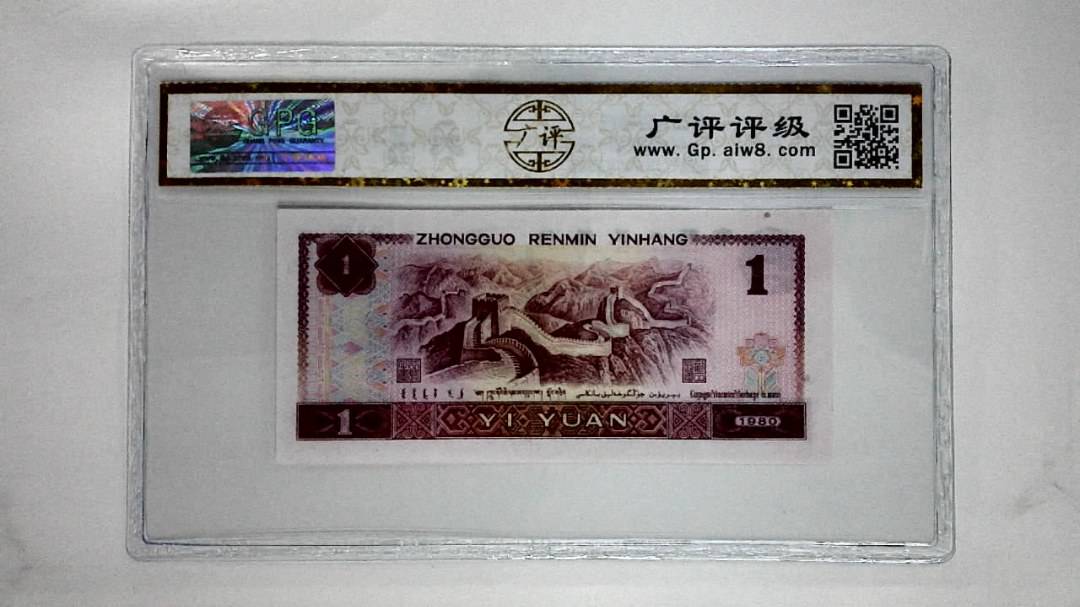 GPG
广评
广评评级
www. Gp. aiw8. com
ZHONGGUO RENMIN YINHANG
1
1
1
YI YUAN
1980